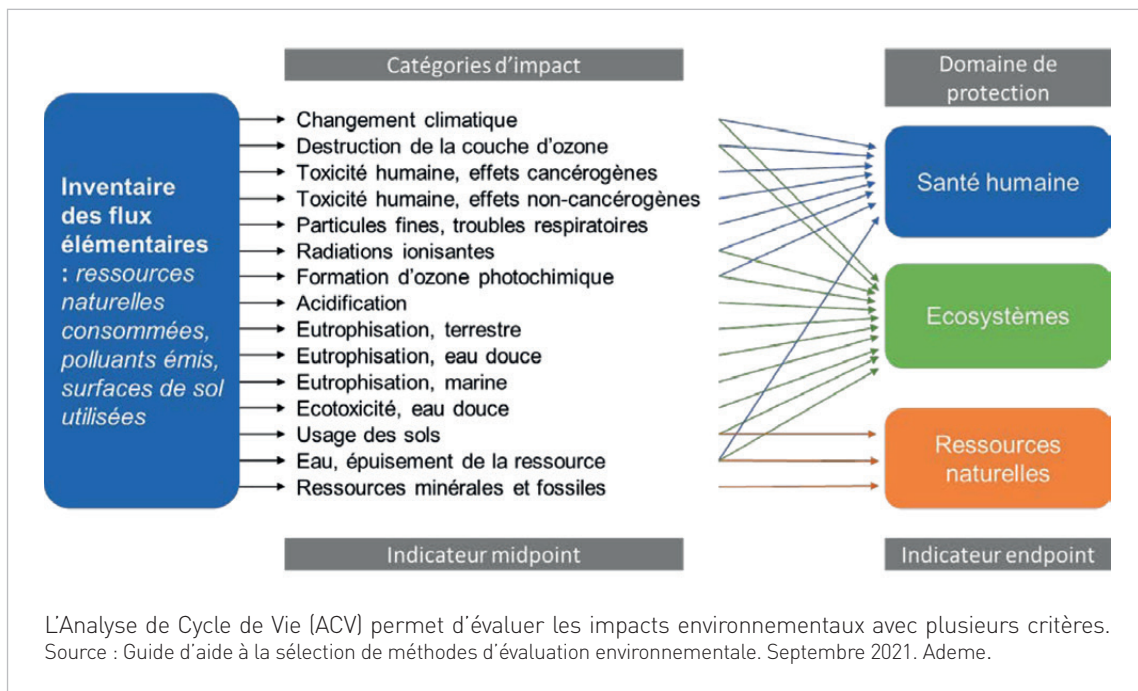 Catégories d'impact
Domaine de
protection
Inventaire
des flux
élémentaires
: ressources
naturelles
consommées,
polluants émis,
surfaces de sol
utilisées
Changement climatique
Destruction de la couche d'ozone
Toxicité humaine, effets cancérogènes
Toxicité humaine, effets non-cancérogènes
Particules fines, troubles respiratoires
Radiations ionisantes
Formation d'ozone photochimique
Acidification
Eutrophisation, terrestre
Eutrophisation, eau douce
Eutrophisation, marine
Ecotoxicité, eau douce
Usage des sols
Eau, épuisement de la ressource
Ressources minérales et fossiles
Santé humaine
Ecosystèmes
Ressources
naturelles
Indicateur midpoint
Indicateur endpoint
L'Analyse de Cycle de Vie (ACV) permet d'évaluer les impacts environnementaux avec plusieurs critères.
Source : Guide d'aide à la sélection de méthodes d'évaluation environnementale. Septembre 2021. Ademe.